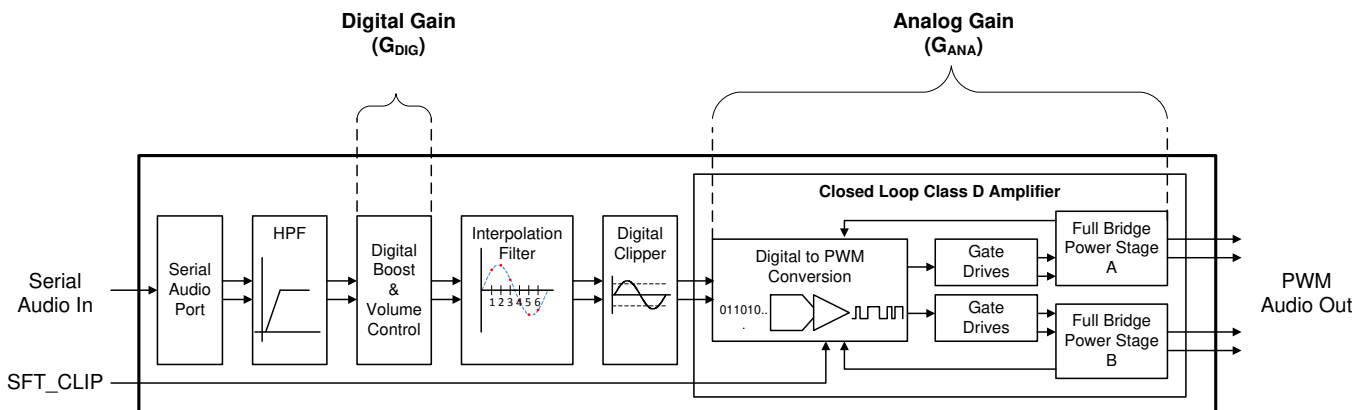 Digital Gain
(GDIG)
Analog Gain
(GANA)
Closed Loop Class D Amplifier
Serial
Audio In
Serial
Audio
Port
HPF
Digital
Boost
&
Volume
Control
Interpolation
Filter
1 2 3 4 5 6
Digital
Clipper
Digital to PWM
Conversion
011010..
.
Gate
Drives
Gate
Drives
Full Bridge
Power Stage
A
Full Bridge
Power Stage
B
PWM
Audio Out
SFT_CLIP